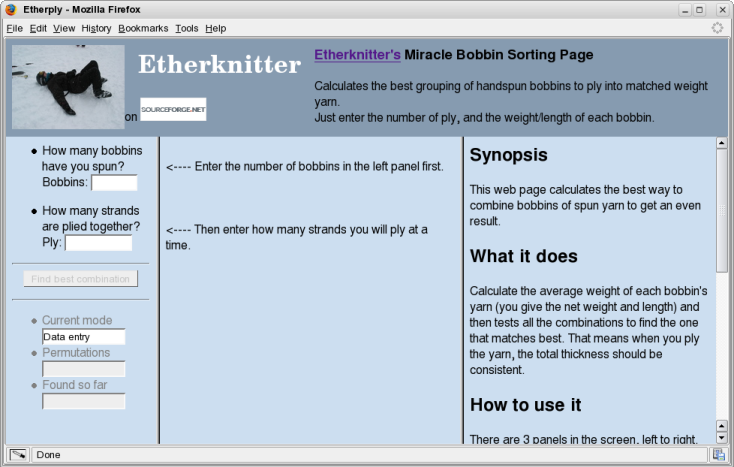 Etherply - Mozilla Firefox
File Edit View History Bookmarks Tools Help
Etherknitter
on SOURCEFORGE.NET
Etherknitter's Miracle Bobbin Sorting Page
Calculates the best grouping of handspun bobbins to ply into matched weight
yarn.
Just enter the number of ply, and the weight/length of each bobbin.
How many bobbins
have you spun?
Bobbins:
How many strands
are plied together?
Ply:
Find best combination
Current mode
Data entry
Permutations
Found so far
<---- Enter the number of bobbins in the left panel first.
<---- Then enter how many strands you will ply at a
time.
Synopsis
This web page calculates the best way to
combine bobbins of spun yarn to get an even
result.
What it does
Calculate the average weight of each bobbin's
yarn (you give the net weight and length) and
then tests all the combinations to find the one
that matches best. That means when you ply
the yarn, the total thickness should be
consistent.
How to use it
There are 3 panels in the screen, left to right.
Done